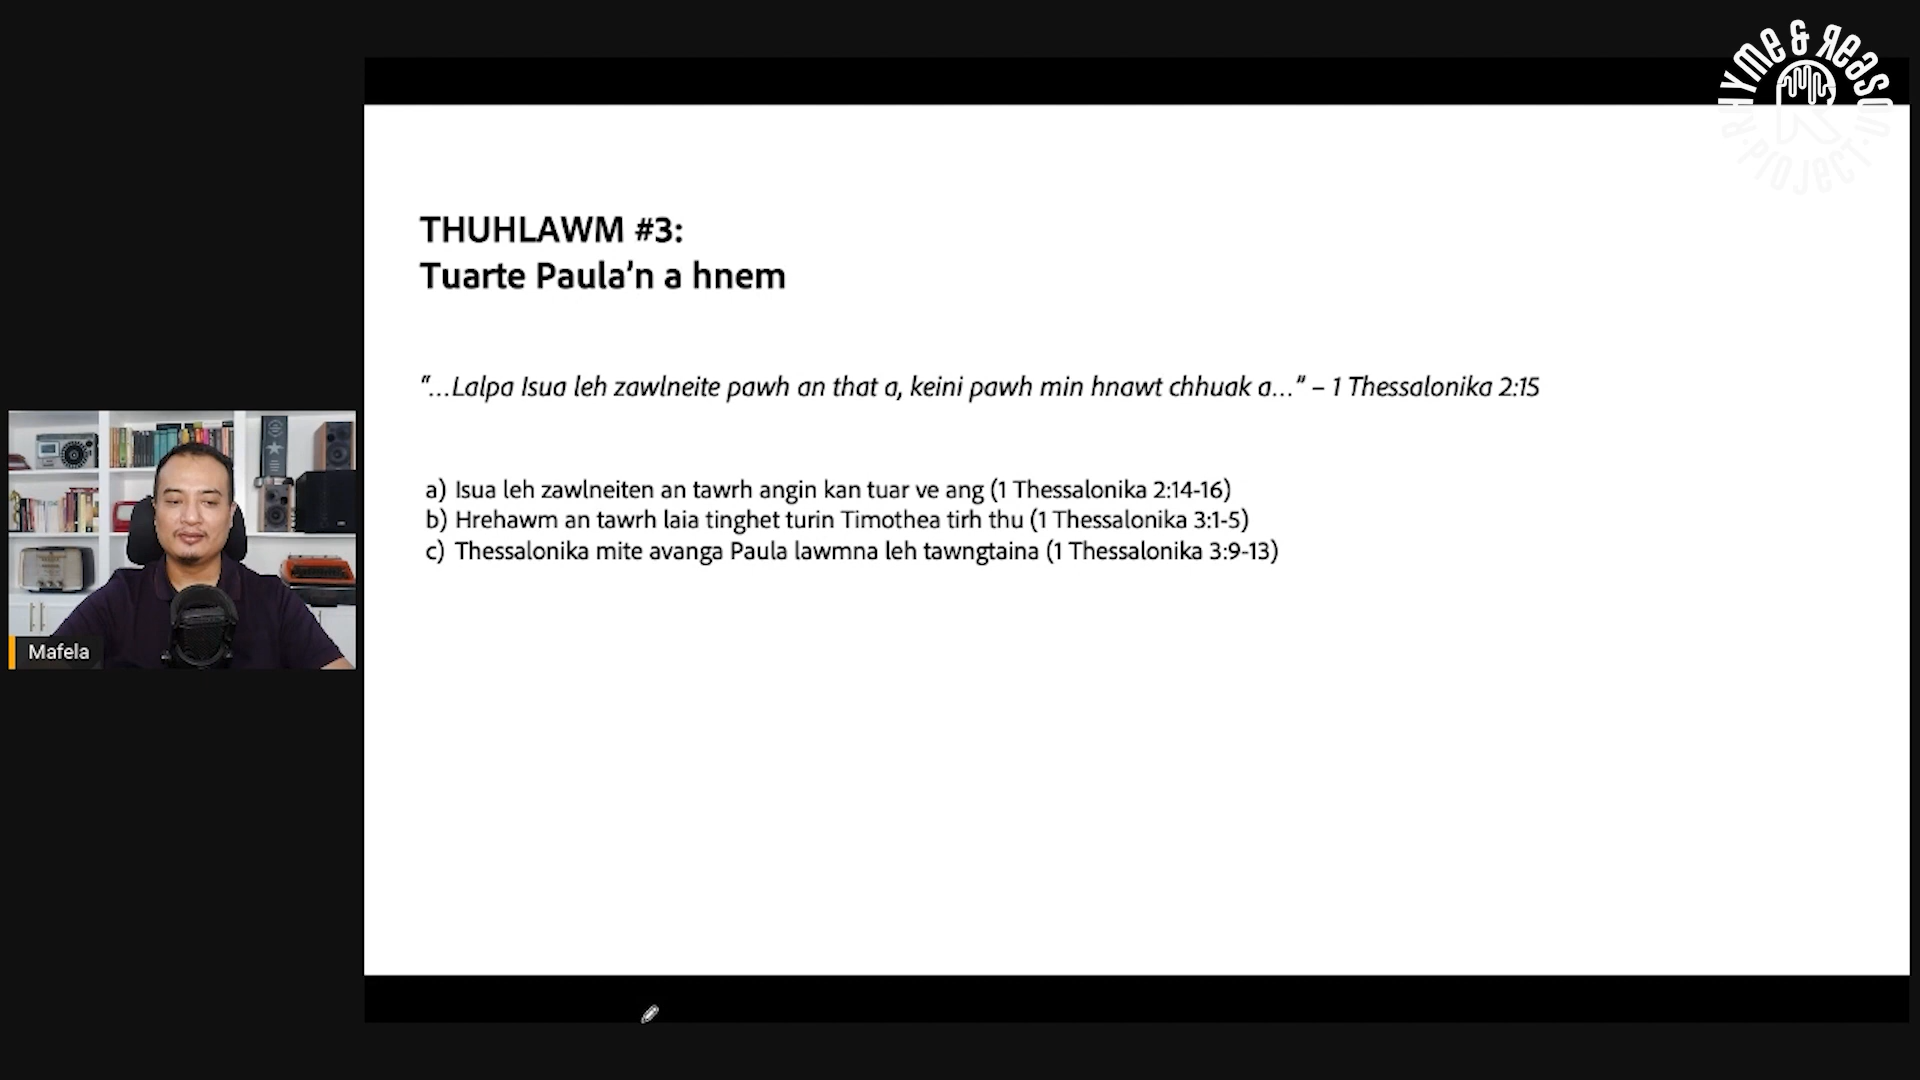 RHYME & REASON
• PROJECT •
THUHLAWM #3:
Tuarte Paula’n a hnem
"...Lalpa Isua leh zawlneite pawh an that a, keini pawh min hnawt chhuak a..." – 1 Thessalonika 2:15
a) Isua leh zawlneiten an tawrh angin kan tuar ve ang (1 Thessalonika 2:14-16)
b) Hrehawm an tawrh laia tinghet turin Timothea tirh thu (1 Thessalonika 3:1-5)
c) Thessalonika mite avanga Paula lawmna leh tawngtaina (1 Thessalonika 3:9-13)
Mafela